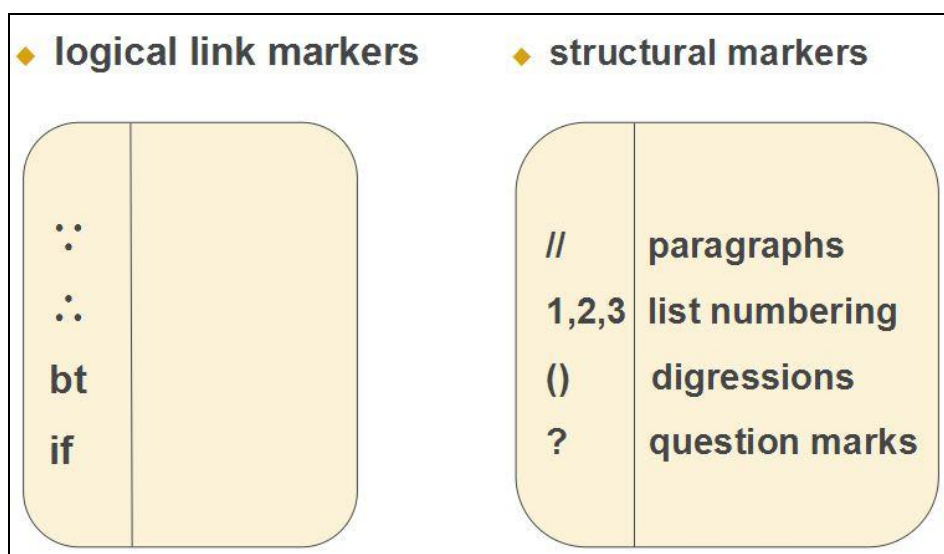 ◆ logical link markers
∵
∴
bt
if
◆ structural markers
// paragraphs
1,2,3 list numbering
() digressions
? question marks